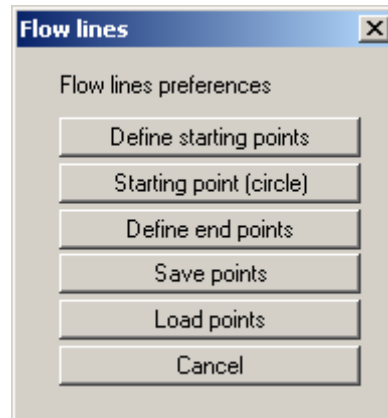 Flow lines
Flow lines preferences
Define starting points
Starting point (circle)
Define end points
Save points
Load points
Cancel